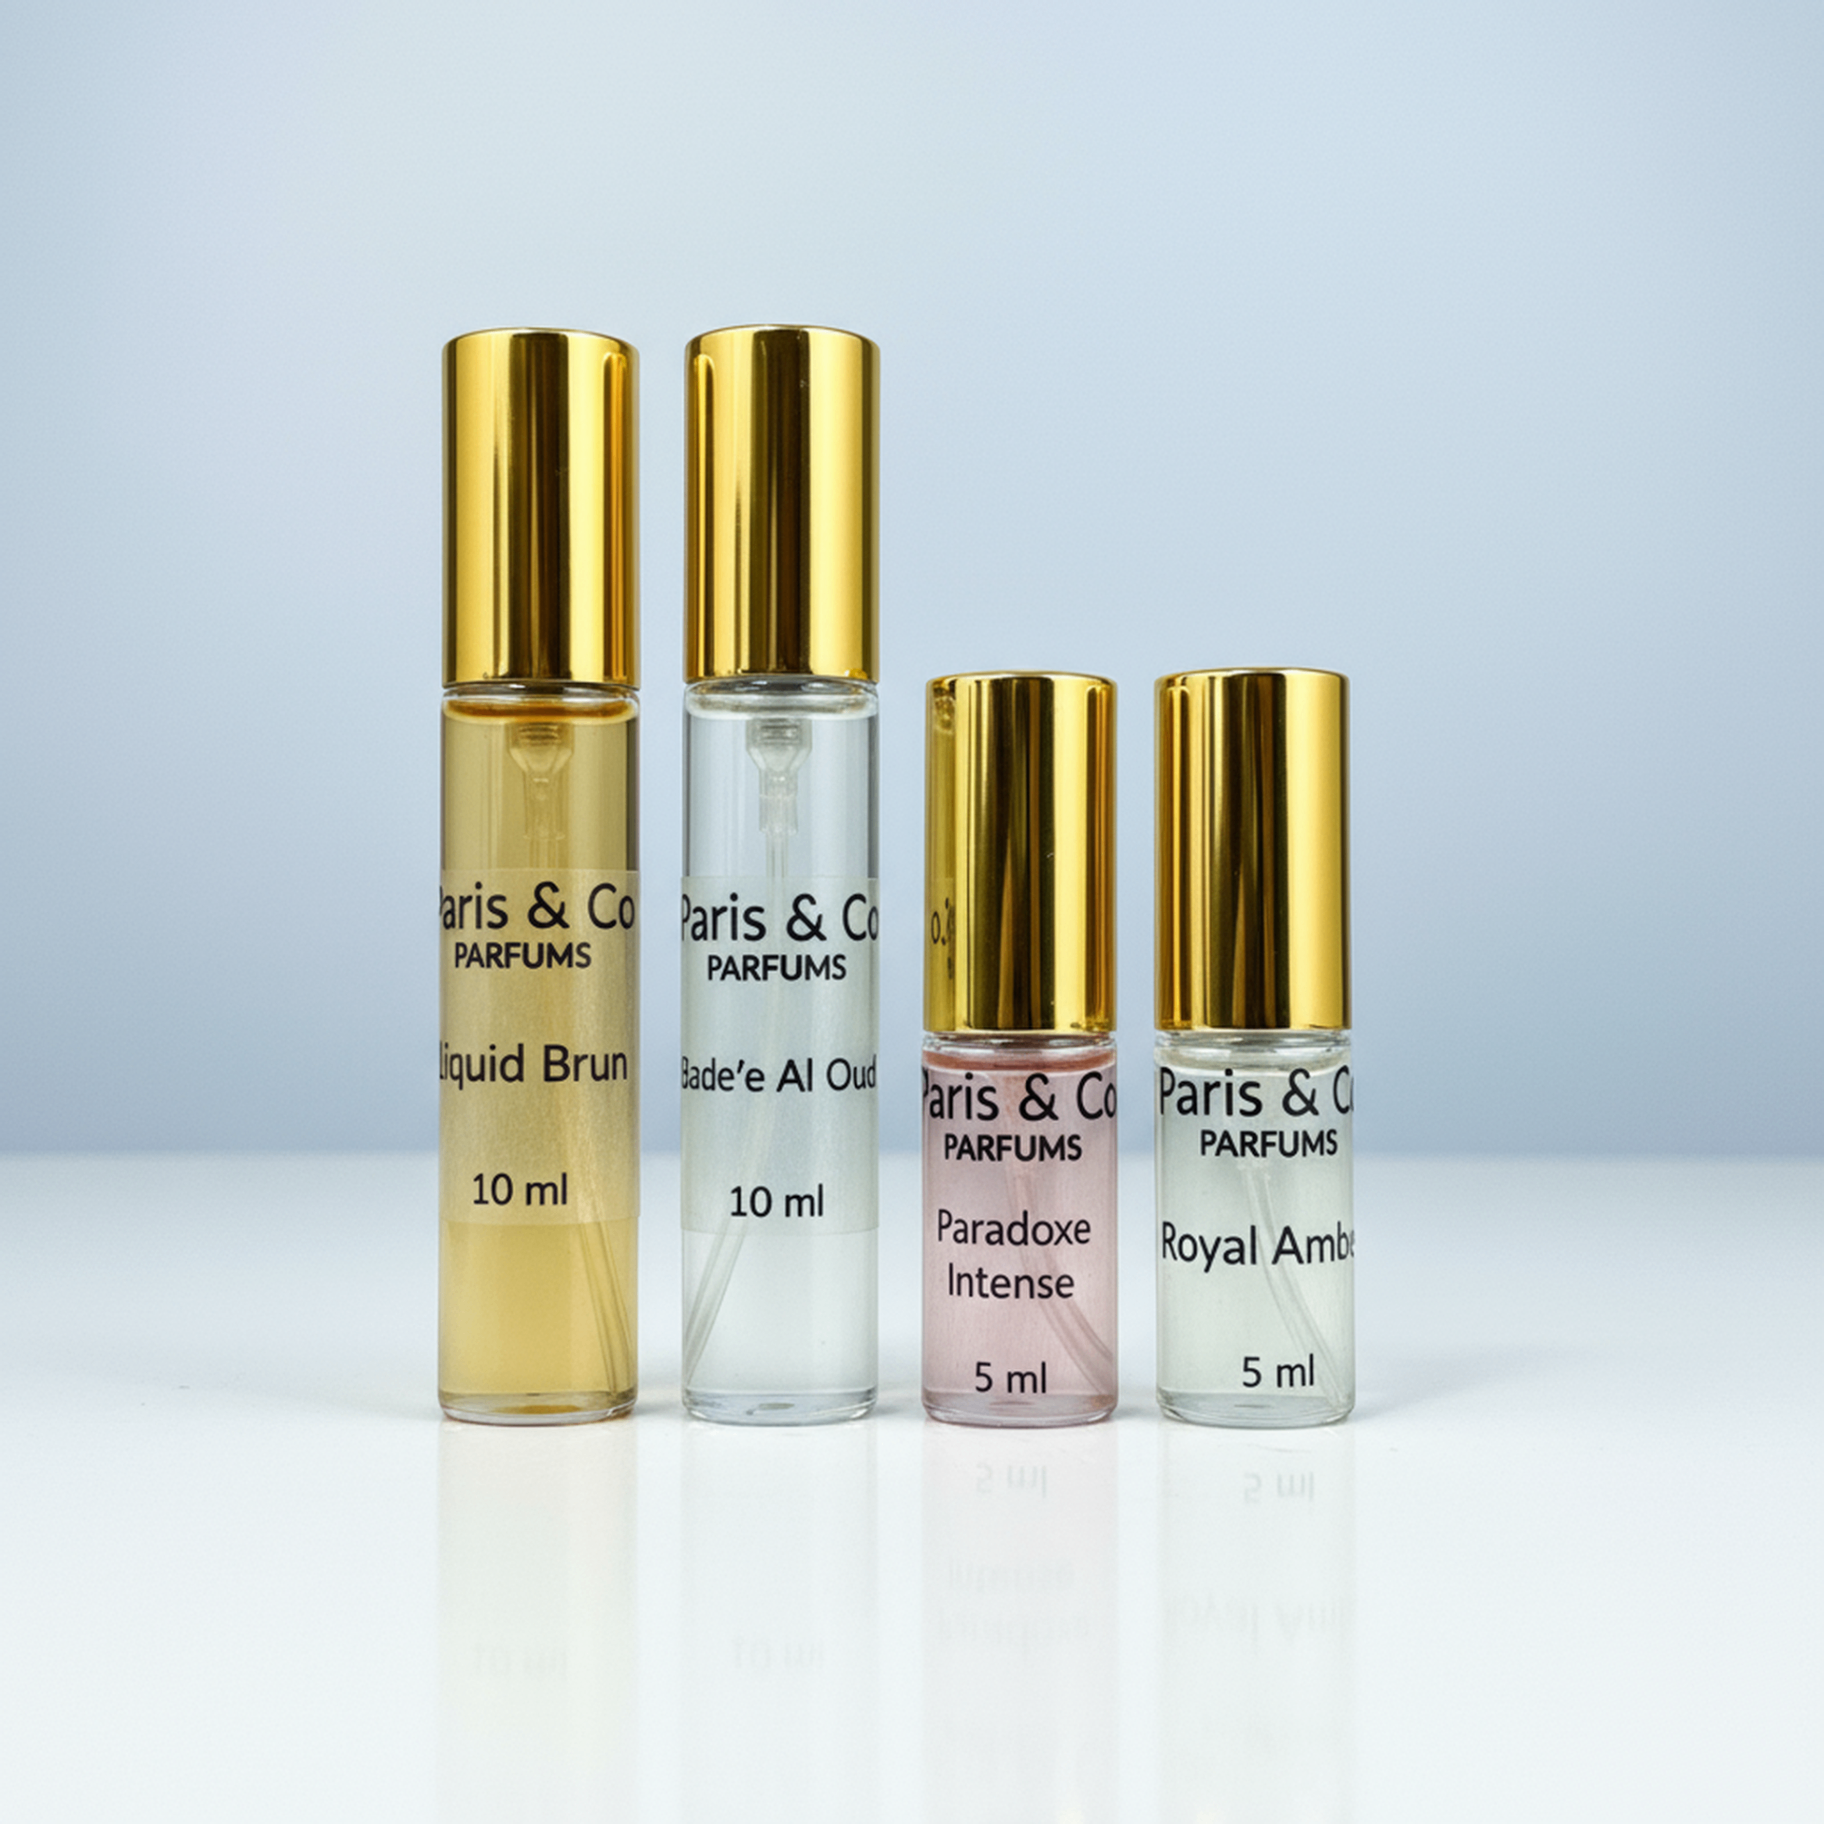 Paris & Co
PARFUMS
Liquid Brun
10 ml
Paris & Co
PARFUMS
Bade'e Al Oud
10 ml
Paris & Co
PARFUMS
Paradoxe
Intense
5 ml
Paris & Co
PARFUMS
Royal Ambe
5 ml